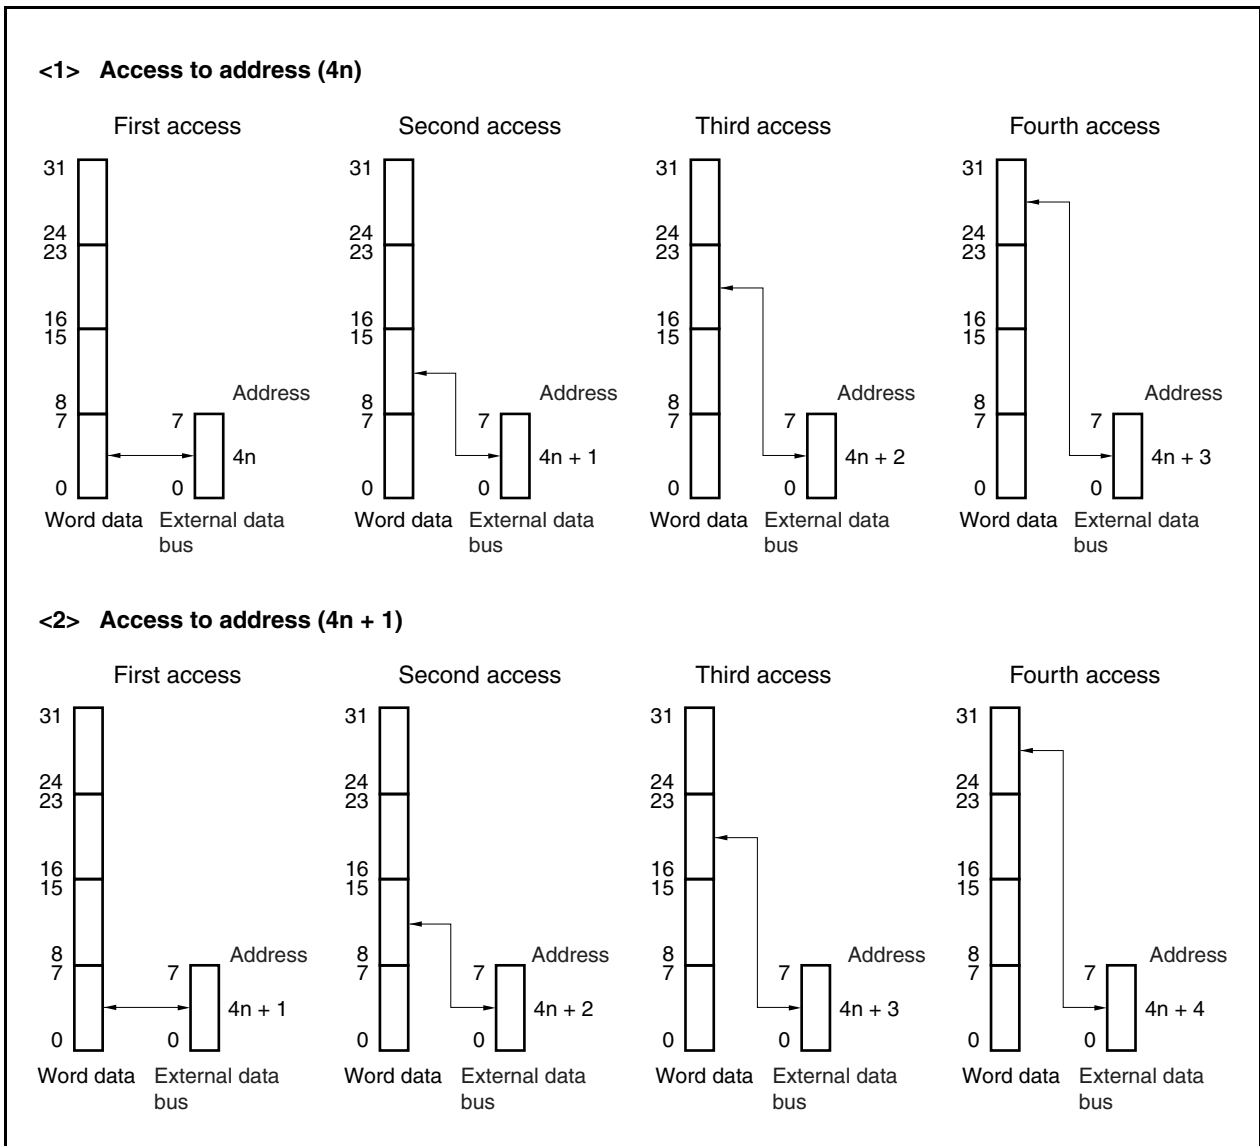 <1> Access to address (4n)
First access Second access Third access Fourth access
31 31 31 31
24 24 24 24
23 23 23 23
16 16 16 16
15 15 15 15
Address Address Address Address
8 8 8 8
7 7 7 7 7 7 7 7
4n 4n + 1 4n + 2 4n + 3
0 0 0 0 0 0 0 0
Word data External data bus Word data External data bus Word data External data bus Word data External data bus
<2> Access to address (4n + 1)
First access Second access Third access Fourth access
31 31 31 31
24 24 24 24
23 23 23 23
16 16 16 16
15 15 15 15
8 Address 8 Address 8 Address 8 Address
7 7 7 7 7 7 7 7
4n + 1 4n + 2 4n + 3 4n + 4
0 0 0 0 0 0 0 0
Word data External data bus Word data External data bus Word data External data bus Word data External data bus